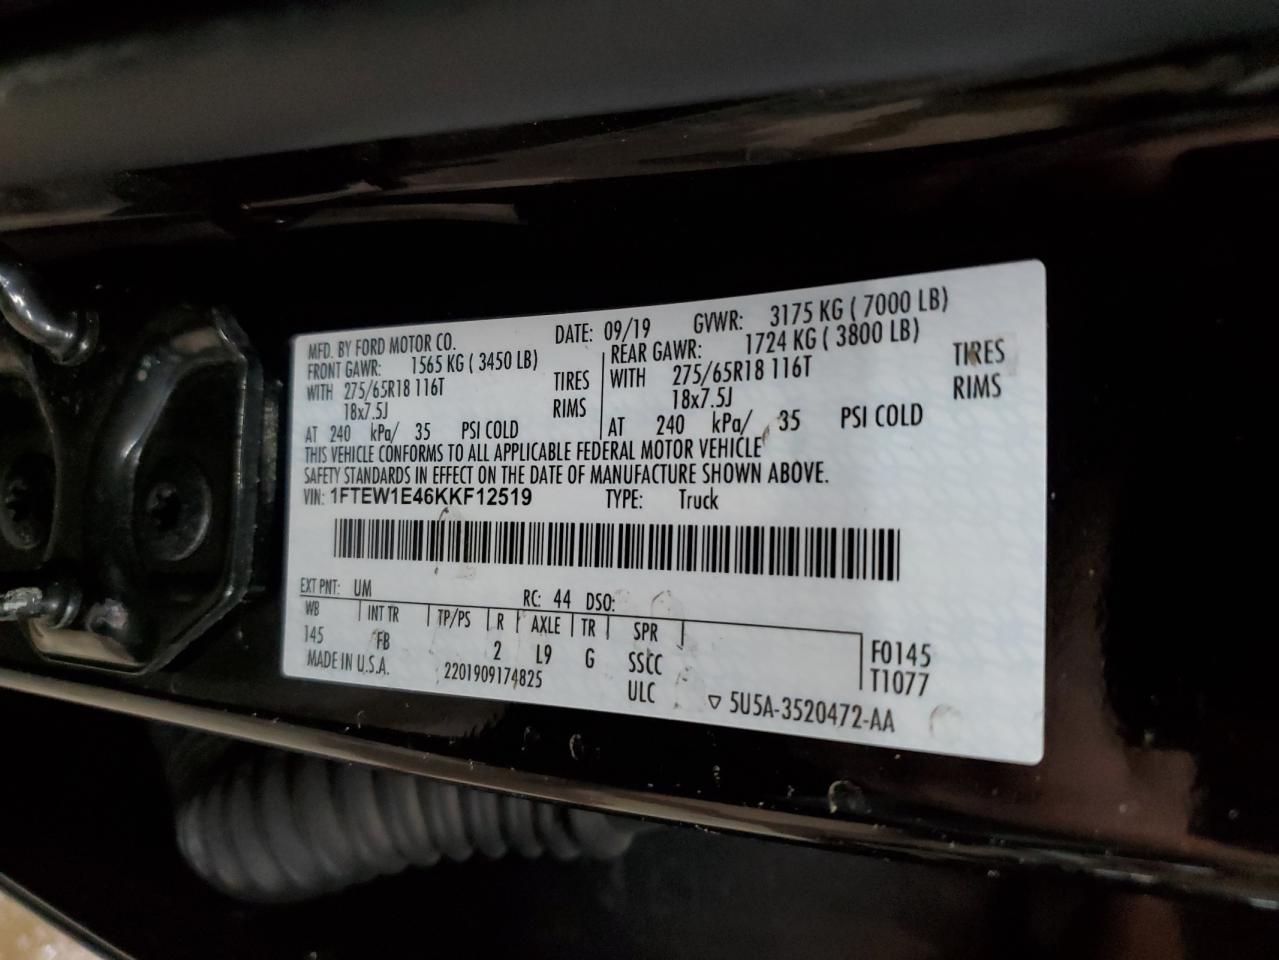 MFD. BY FORD MOTOR CO. DATE: 09/19 GVWR: 3175 KG ( 7000 LB)
FRONT GAWR: 1565 KG ( 3450 LB) REAR GAWR: 1724 KG ( 3800 LB)
WITH 275/65R18 116T TIRES WITH 275/65R18 116T TIRES
18x7.5J RIMS 18x7.5J RIMS
AT 240 kPa/ 35 PSI COLD AT 240 kPa/ 35 PSI COLD
THIS VEHICLE CONFORMS TO ALL APPLICABLE FEDERAL MOTOR VEHICLE
SAFETY STANDARDS IN EFFECT ON THE DATE OF MANUFACTURE SHOWN ABOVE.
VIN: 1FTEW1E46KKF12519 TYPE: Truck
EXT PNT: UM RC: 44 DSO:
WB INT TR TP/PS R AXLE TR SPR
145 FB 2 L9 G SSCC F0145
MADE IN U.S.A. 2201909174825 ULC T1077
▽ 5U5A-3520472-AA